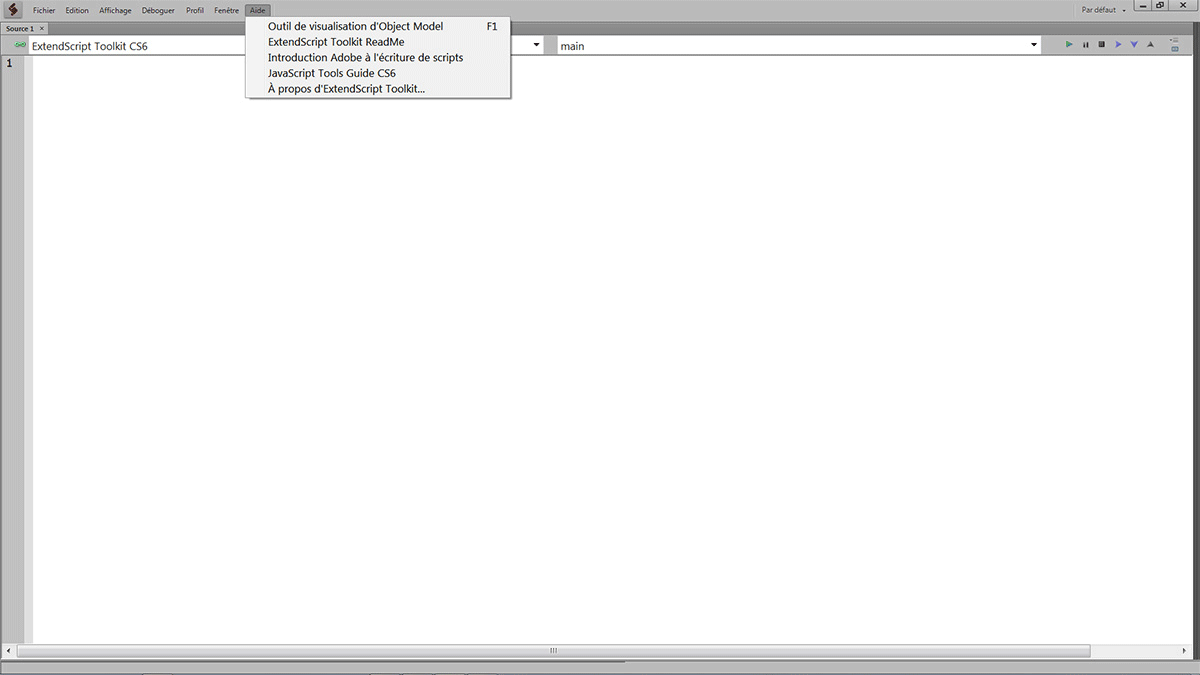 Fichier Edition Affichage Déboguer Profil Fenêtre Aide Par défaut
Source 1
ExtendScript Toolkit CS6 main
Outil de visualisation d'Object Model F1
ExtendScript Toolkit ReadMe
Introduction Adobe à l'écriture de scripts
JavaScript Tools Guide CS6
À propos d'ExtendScript Toolkit...
1